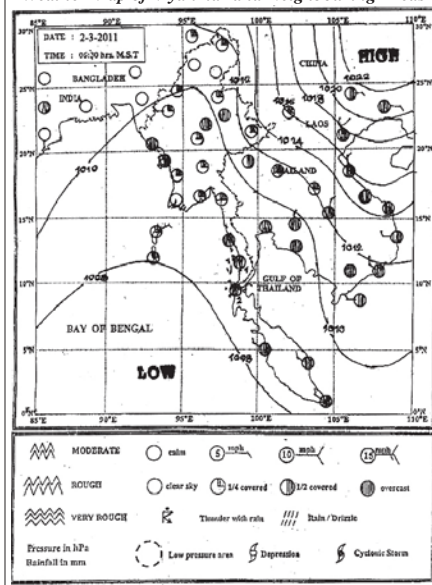 DATE : 2-3-2011
TIME : 09:30 hrs. M.S.T
HIGH
CHINA
BANGLADESH
INDIA
LAOS
THAILAND
GULF OF THAILAND
BAY OF BENGAL
LOW
1022
1020
1018
1016
1014
1012
1010
1010
1008
1008
30°N
25°N
20°N
15°N
10°N
5°N
0°N
85°E 90°E 95°E 100°E 105°E 110°E
MODERATE calm 5 mph 10 mph 15 mph
ROUGH clear sky 1/4 covered 1/2 covered overcast
VERY ROUGH Thunder with rain Rain / Drizzle
Pressure in hPa
Rainfall in mm
Low pressure area Depression Cyclonic Storm